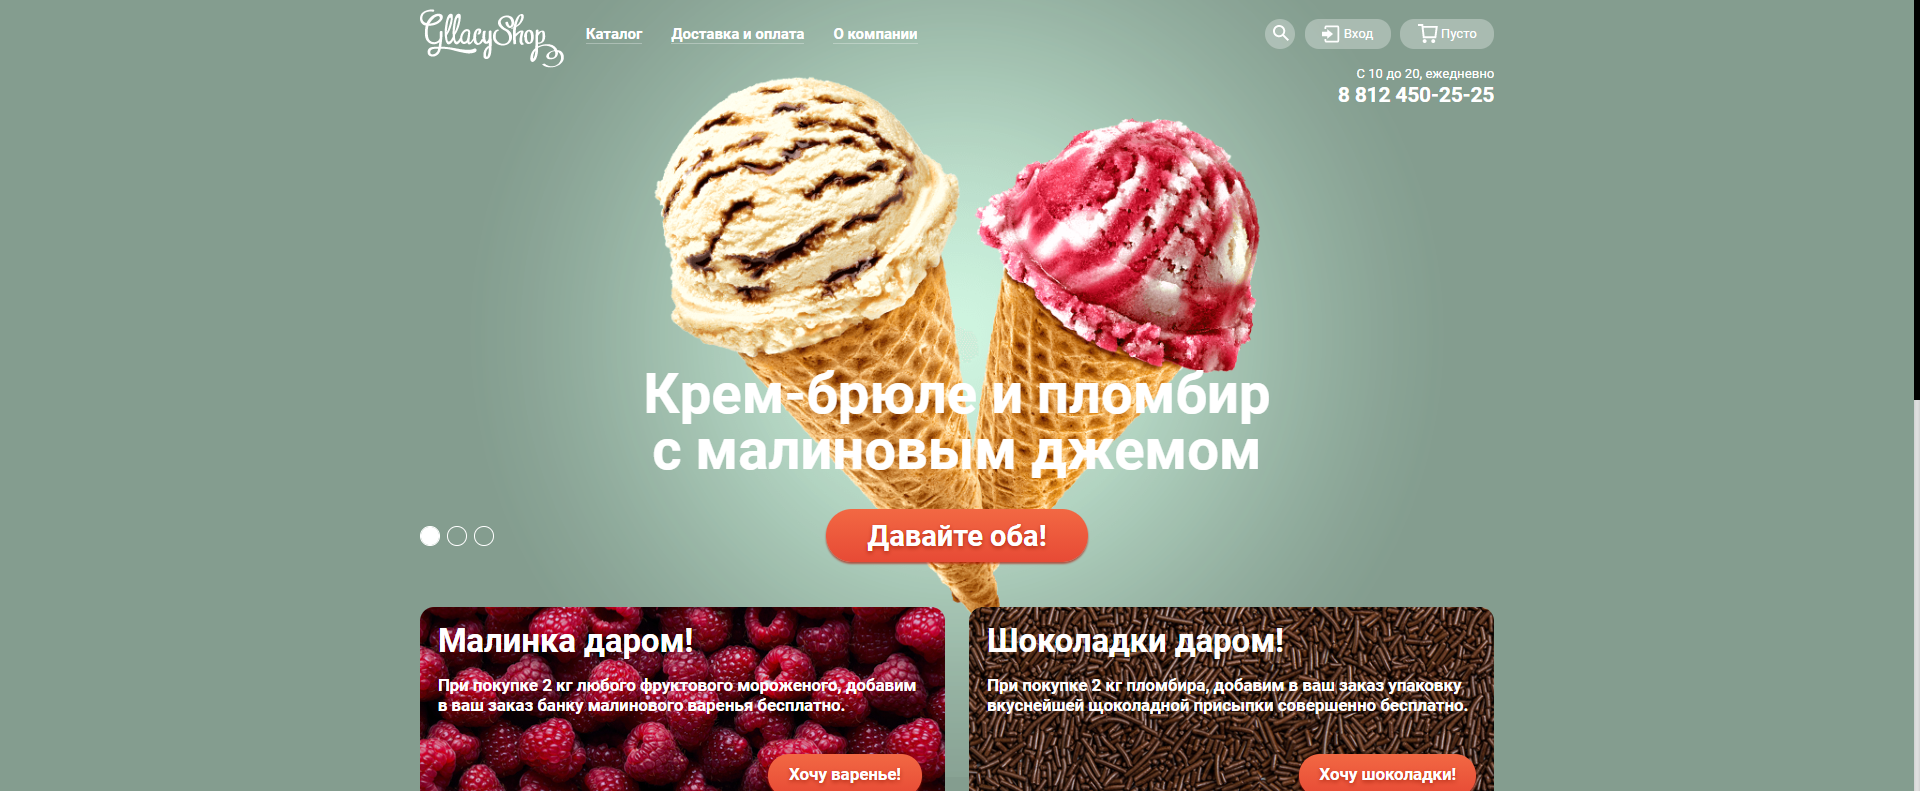 GllacyShop
Каталог
Доставка и оплата
О компании
Вход
Пусто
С 10 до 20, ежедневно
8 812 450-25-25
Крем-брюле и пломбир
с малиновым джемом
Давайте оба!
Малинка даром!
При покупке 2 кг любого фруктового мороженого, добавим
в ваш заказ банку малинового варенья бесплатно.
Хочу варенье!
Шоколадки даром!
При покупке 2 кг пломбира, добавим в ваш заказ упаковку
вкуснейшей щоколадной присыпки совершенно бесплатно.
Хочу шоколадки!